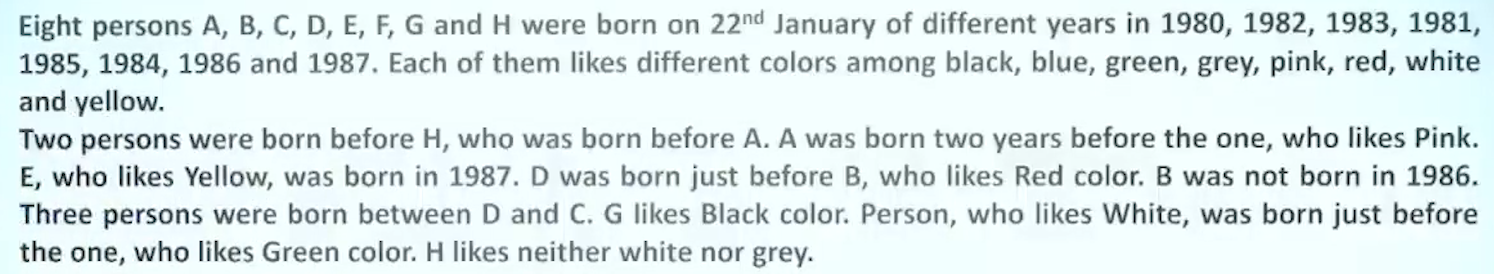 Eight persons A, B, C, D, E, F, G and H were born on 22nd January of different years in 1980, 1982, 1983, 1981,
1985, 1984, 1986 and 1987. Each of them likes different colors among black, blue, green, grey, pink, red, white
and yellow.
Two persons were born before H, who was born before A. A was born two years before the one, who likes Pink.
E, who likes Yellow, was born in 1987. D was born just before B, who likes Red color. B was not born in 1986.
Three persons were born between D and C. G likes Black color. Person, who likes White, was born just before
the one, who likes Green color. H likes neither white nor grey.